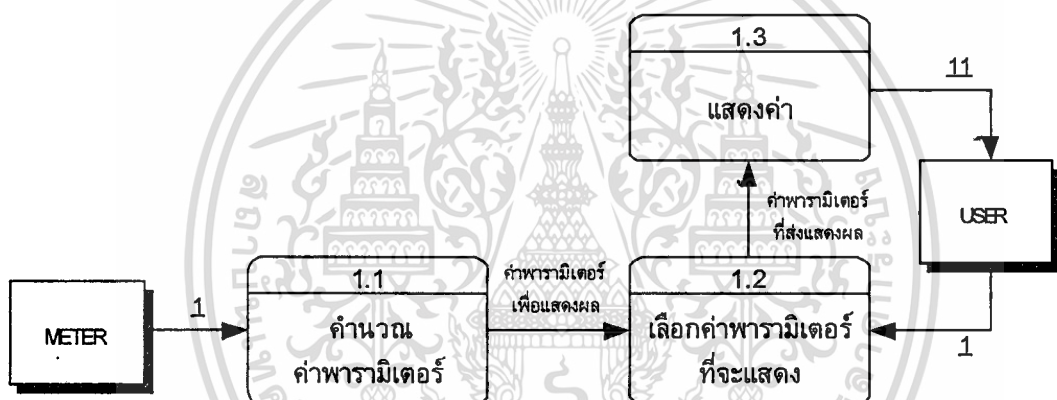 1.3
แสดงค่า
11
USER
ค่าพารามิเตอร์
ที่ส่งแสดงผล
METER
1
1.1
คำนวณ
ค่าพารามิเตอร์
ค่าพารามิเตอร์
เพื่อแสดงผล
1.2
เลือกค่าพารามิเตอร์
ที่จะแสดง
1